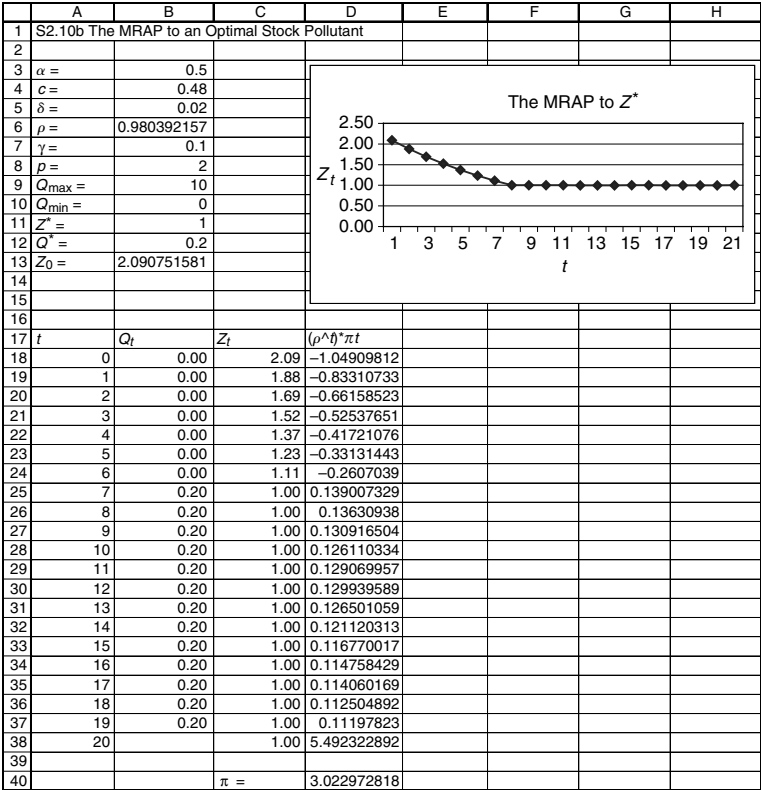 A B C D E F G H
1 S2.10b The MRAP to an Optimal Stock Pollutant
2
3 α = 0.5
4 c = 0.48
5 δ = 0.02
6 ρ = 0.980392157
7 γ = 0.1
8 p = 2
9 Qmax = 10
10 Qmin = 0
11 Z* = 1
12 Q* = 0.2
13 Z0 = 2.090751581
14
15
16
The MRAP to Z*
2.50
2.00
1.50
1.00
0.50
0.00
Zt
1 3 5 7 9 11 13 15 17 19 21
t
17 t Qt Zt (ρ^t)*πt
18 0 0.00 2.09 –1.04909812
19 1 0.00 1.88 –0.83310733
20 2 0.00 1.69 –0.66158523
21 3 0.00 1.52 –0.52537651
22 4 0.00 1.37 –0.41721076
23 5 0.00 1.23 –0.33131443
24 6 0.00 1.11 –0.2607039
25 7 0.20 1.00 0.139007329
26 8 0.20 1.00 0.13630938
27 9 0.20 1.00 0.130916504
28 10 0.20 1.00 0.126110334
29 11 0.20 1.00 0.129069957
30 12 0.20 1.00 0.129939589
31 13 0.20 1.00 0.126501059
32 14 0.20 1.00 0.121120313
33 15 0.20 1.00 0.116770017
34 16 0.20 1.00 0.114758429
35 17 0.20 1.00 0.114060169
36 18 0.20 1.00 0.112504892
37 19 0.20 1.00 0.11197823
38 20 1.00 5.492322892
39
40 π = 3.022972818